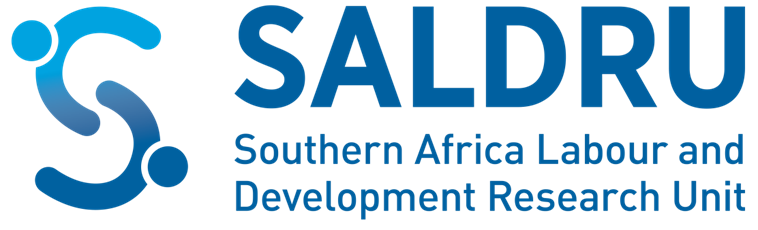 SALDRU
Southern Africa Labour and
Development Research Unit